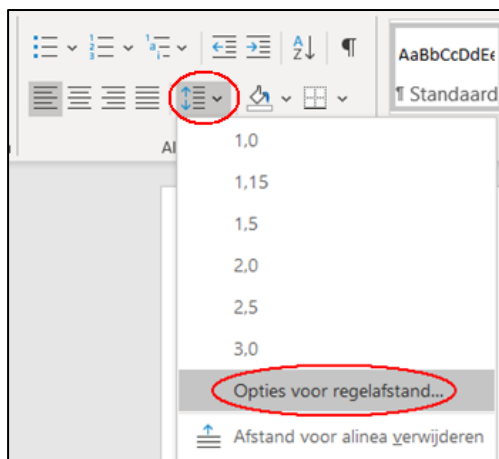 AaBbCcDdEe
¶ Standaard
Al
1,0
1,15
1,5
2,0
2,5
3,0
Opties voor regelafstand...
Afstand voor alinea verwijderen